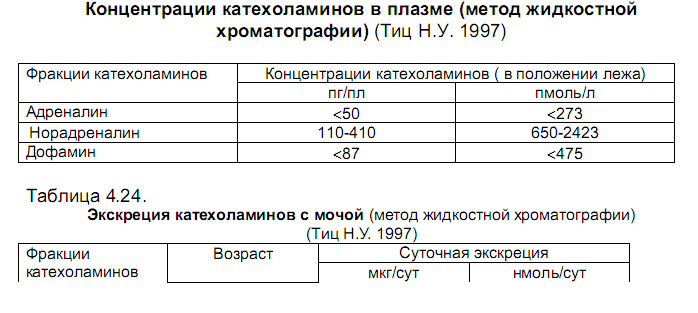 Концентрации катехоламинов в плазме (метод жидкостной
хроматографии) (Тиц Н.У. 1997)
Фракции катехоламинов Концентрации катехоламинов ( в положении лежа)
пг/пл пмоль/л
Адреналин <50 <273
Норадреналин 110-410 650-2423
Дофамин <87 <475
Таблица 4.24.
Экскреция катехоламинов с мочой (метод жидкостной хроматографии)
(Тиц Н.У. 1997)
Фракции Возраст Суточная экскреция
катехоламинов мкг/сут нмоль/сут